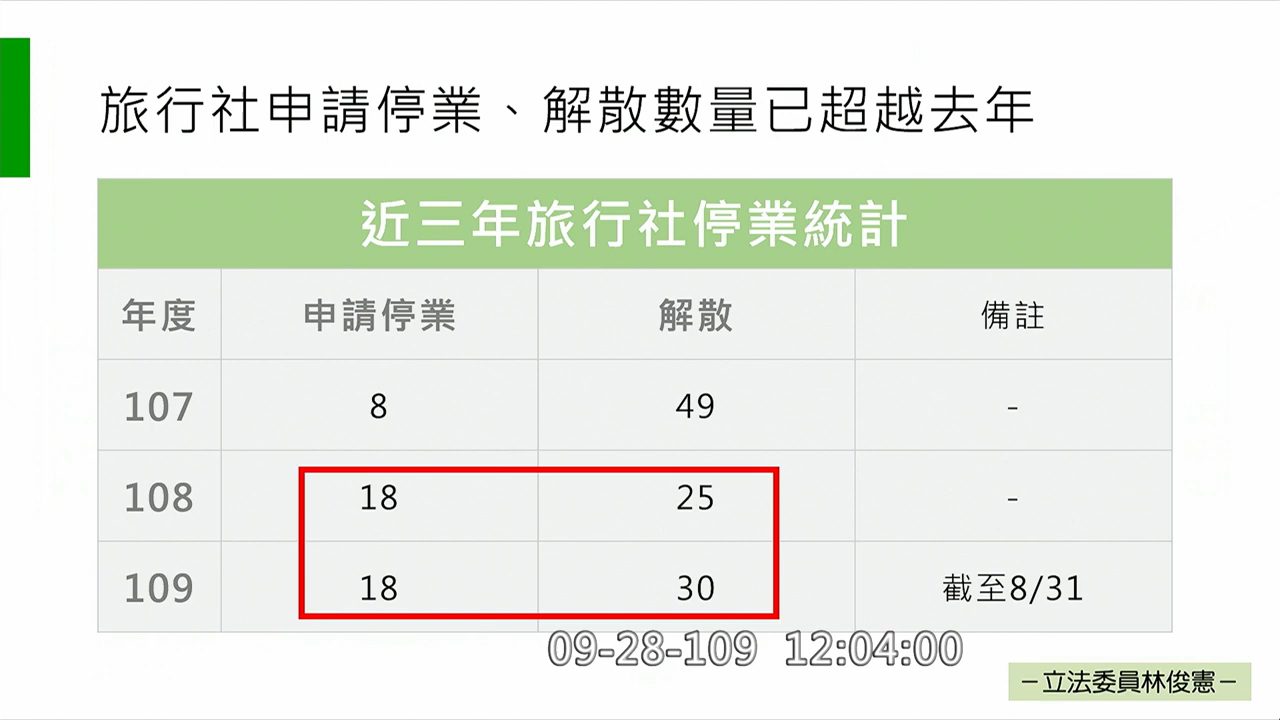 旅行社申請停業、解散數量已超越去年
近三年旅行社停業統計
年度 申請停業 解散 備註
107 8 49 -
108 18 25 -
109 18 30 截至8/31
09-28-109 12:04:00
－立法委員林俊憲－